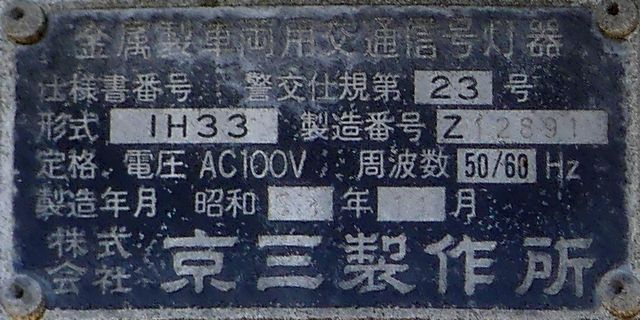 金属製車両用交通信号灯器
仕様書番号 警交仕規第 23 号
形式 1H33 製造番号 Z12891
定格 電圧 AC100V 周波数 50/60 Hz
製造年月 昭和 年 月
株式会社 京三製作所